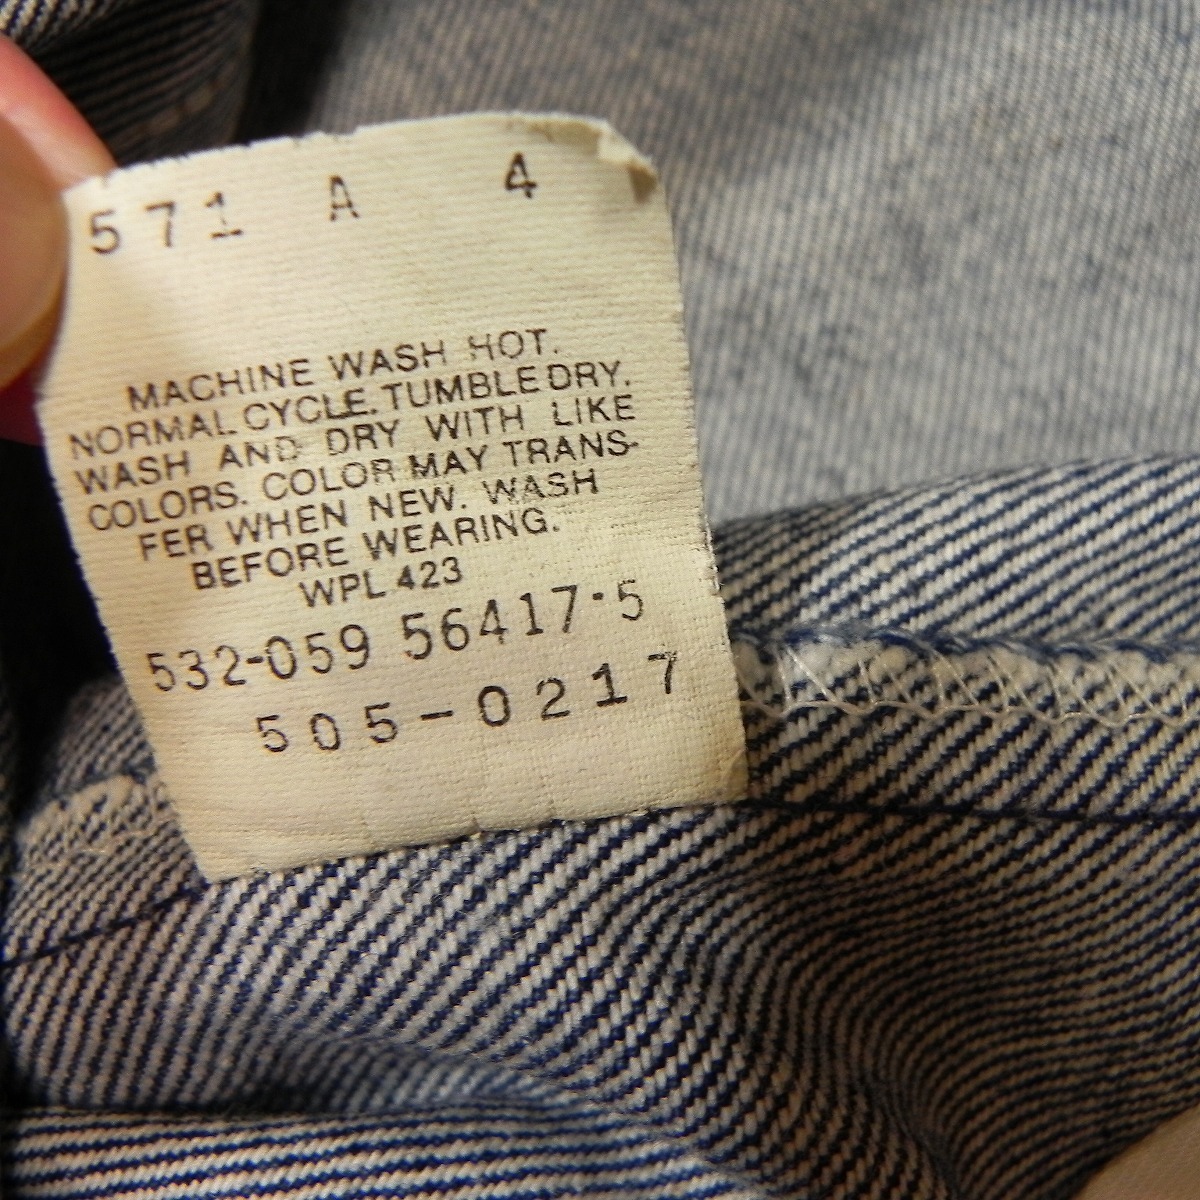 571 A 4
MACHINE WASH HOT.
NORMAL CYCLE. TUMBLE DRY.
WASH AND DRY WITH LIKE
COLORS. COLOR MAY TRANS-
FER WHEN NEW. WASH
BEFORE WEARING.
WPL 423
532-059 56417·5
505-0217